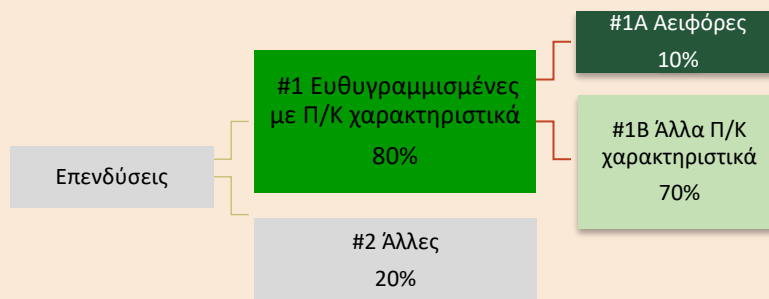 Επενδύσεις
#1 Ευθυγραμμισμένες
με Π/Κ χαρακτηριστικά
80%
#2 Άλλες
20%
#1Α Αειφόρες
10%
#1Β Άλλα Π/Κ
χαρακτηριστικά
70%